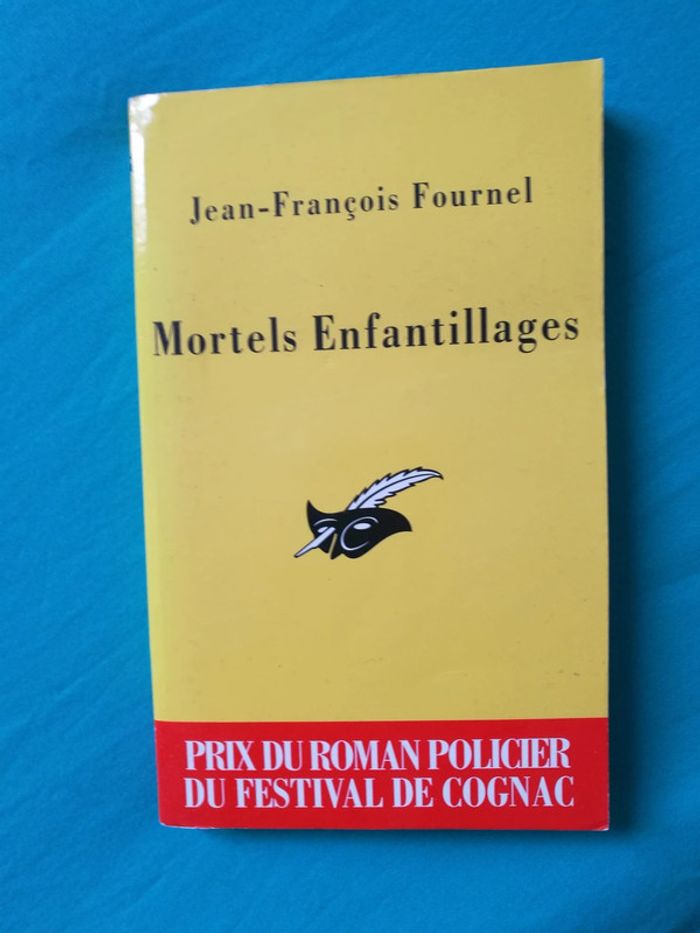 Jean-François Fournel
Mortels Enfantillages
PRIX DU ROMAN POLICIER
DU FESTIVAL DE COGNAC